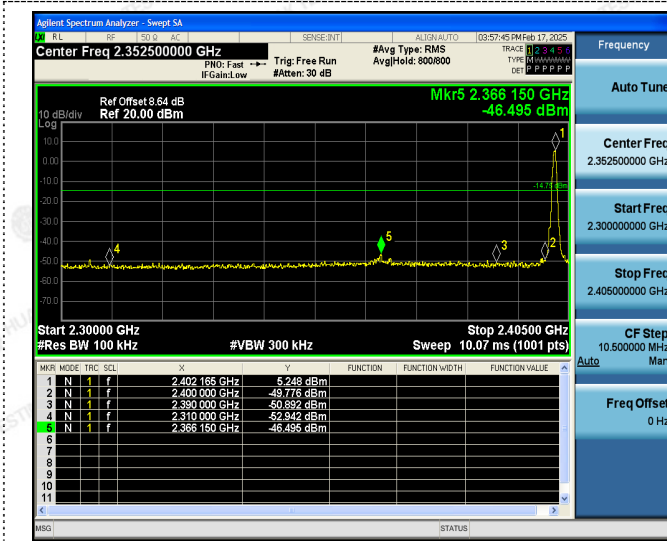 Agilent Spectrum Analyzer - Swept SA
RL RF 50 Ω AC SENSE:INT ALIGN AUTO 03:57:45 PM Feb 17, 2025
Center Freq 2.352500000 GHz
PNO: Fast
IFGain:Low
Trig: Free Run
#Atten: 30 dB
#Avg Type: RMS
Avg|Hold: 800/800
TRACE 1 2 3 4 5 6
TYPE M
DET P P P P P P
Ref Offset 8.64 dB
Ref 20.00 dBm
10 dB/div
Log
Mkr5 2.366 150 GHz
-46.495 dBm
10.0
0.00
-10.0
-20.0
-30.0
-40.0
-50.0
-60.0
-70.0
1
2
3
4
5
Start 2.30000 GHz
Stop 2.40500 GHz
#Res BW 100 kHz #VBW 300 kHz Sweep 10.07 ms (1001 pts)
MKR MODE TRC SCL X Y FUNCTION FUNCTION WIDTH FUNCTION VALUE
1 N 1 f 2.402 165 GHz 5.248 dBm
2 N 1 f 2.400 000 GHz -49.776 dBm
3 N 1 f 2.390 000 GHz -50.892 dBm
4 N 1 f 2.310 000 GHz -52.942 dBm
5 N 1 f 2.366 150 GHz -46.495 dBm
6
7
8
9
10
11
MSG STATUS
Frequency
Auto Tune
Center Freq
2.352500000 GHz
Start Freq
2.300000000 GHz
Stop Freq
2.405000000 GHz
CF Step
10.500000 MHz
Auto Man
Freq Offset
0 Hz